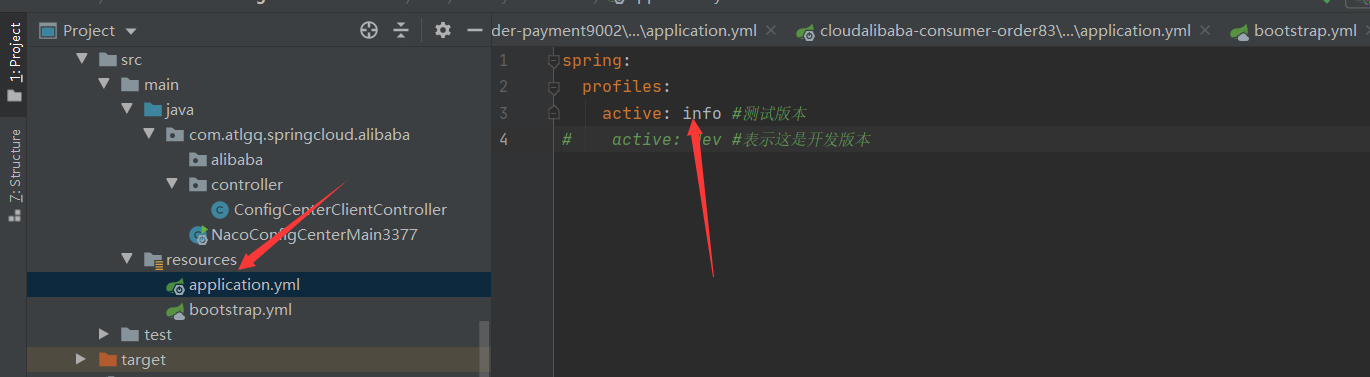 Project
der-payment9002\...\application.yml
cloudalibaba-consumer-order83\...\application.yml
bootstrap.yml
1: Project
7: Structure
src
main
java
com.atlgq.springcloud.alibaba
alibaba
controller
ConfigCenterClientController
NacoConfigCenterMain3377
resources
application.yml
bootstrap.yml
test
target
1 spring:
2 profiles:
3 active: info #测试版本
4 # active: ev #表示这是开发版本